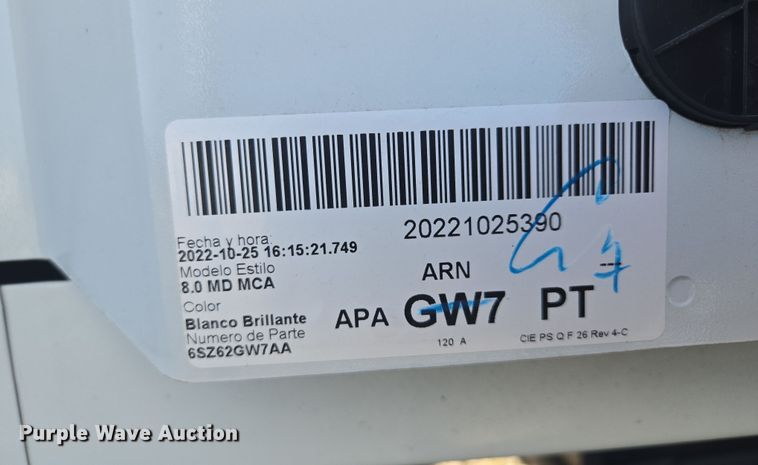 20221025390
Fecha y hora:
2022-10-25 16:15:21.749
Modelo Estilo
8.0 MD MCA
ARN
Color
Blanco Brillante
APA GW7 PT
Numero de Parte
6SZ62GW7AA
120 A
CIE PS Q F 26 Rev 4-C
Purple Wave Auction